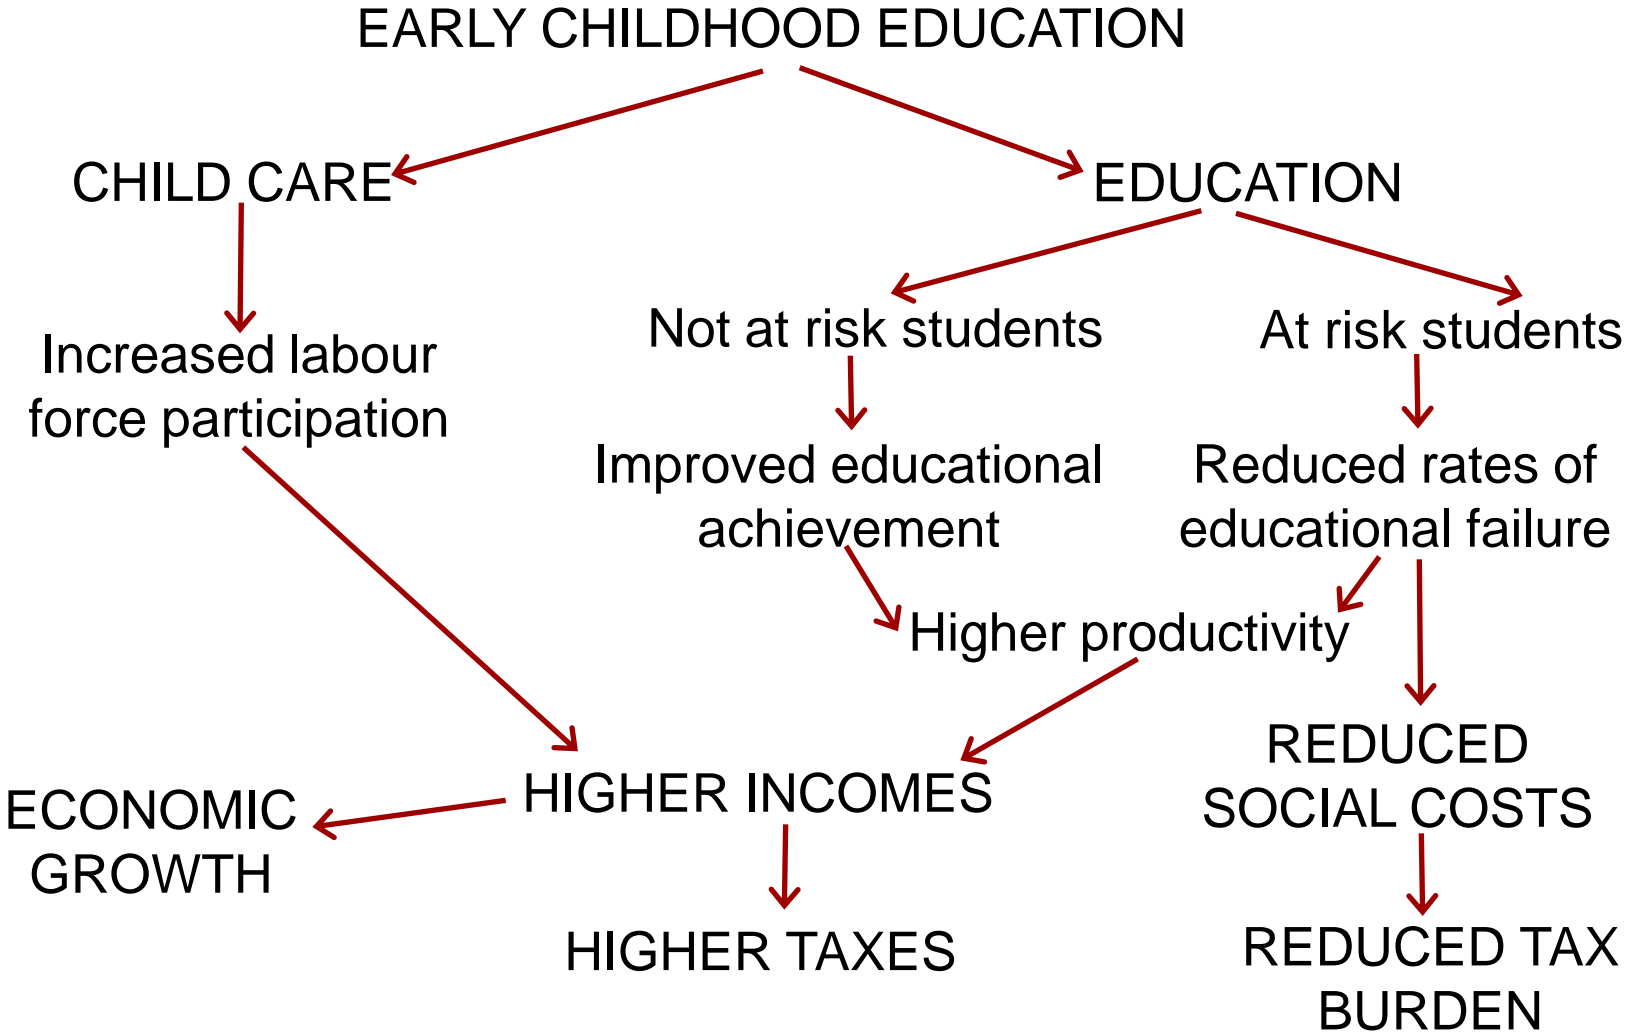 EARLY CHILDHOOD EDUCATION
CHILD CARE
EDUCATION
Increased labour
force participation
Not at risk students
At risk students
Improved educational
achievement
Reduced rates of
educational failure
Higher productivity
HIGHER INCOMES
REDUCED
SOCIAL COSTS
ECONOMIC
GROWTH
HIGHER TAXES
REDUCED TAX
BURDEN